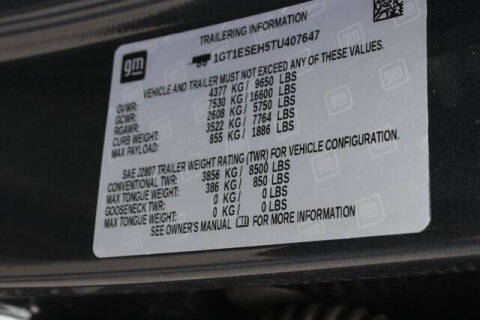 TRAILERING INFORMATION
1GT1ESEH5TU407647
gm
VEHICLE AND TRAILER MUST NOT EXCEED ANY OF THESE VALUES.
GVWR: 4377 KG / 9650 LBS
GCWR: 7530 KG / 16600 LBS
RGAWR: 2608 KG / 5750 LBS
CURB WEIGHT: 3522 KG / 7764 LBS
MAX PAYLOAD: 855 KG / 1886 LBS
SAE J2807 TRAILER WEIGHT RATING (TWR) FOR VEHICLE CONFIGURATION.
CONVENTIONAL TWR: 3856 KG / 8500 LBS
MAX TONGUE WEIGHT: 386 KG / 850 LBS
GOOSENECK TWR: 0 KG / 0 LBS
MAX TONGUE WEIGHT: 0 KG / 0 LBS
SEE OWNER'S MANUAL FOR MORE INFORMATION